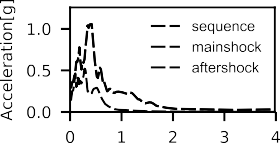 Acceleration[g]
1.0
0.5
0.0
sequence
mainshock
aftershock
0 1 2 3 4